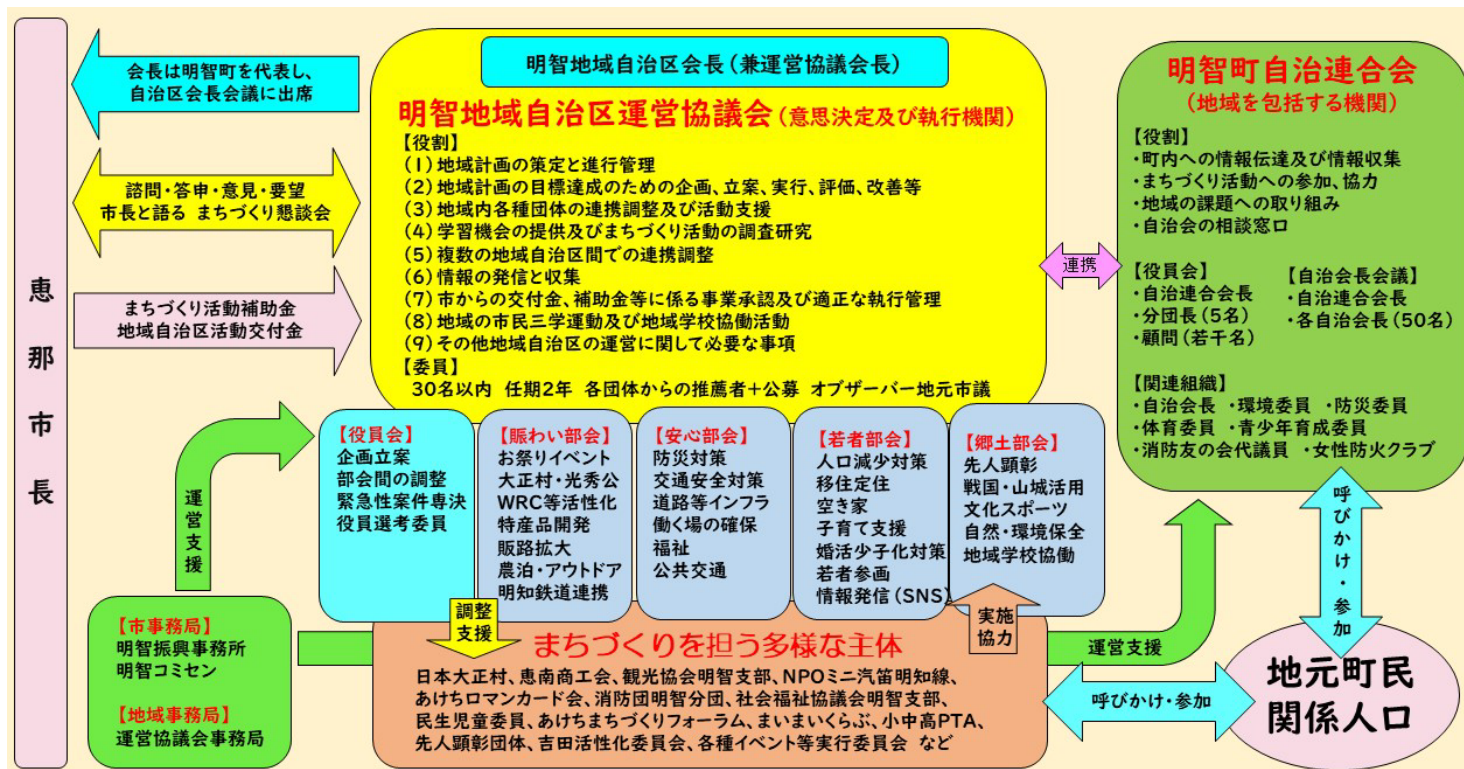 恵那市長
会長は明智町を代表し、
自治区会長会議に出席
諮問・答申・意見・要望
市長と語る まちづくり懇談会
まちづくり活動補助金
地域自治区活動交付金
明智地域自治区会長(兼運営協議会長)
明智地域自治区運営協議会(意思決定及び執行機関)
【役割】
(1)地域計画の策定と進行管理
(2)地域計画の目標達成のための企画、立案、実行、評価、改善等
(3)地域内各種団体の連携調整及び活動支援
(4)学習機会の提供及びまちづくり活動の調査研究
(5)複数の地域自治区間での連携調整
(6)情報の発信と収集
(7)市からの交付金、補助金等に係る事業承認及び適正な執行管理
(8)地域の市民三学運動及び地域学校協働活動
(9)その他地域自治区の運営に関して必要な事項
【委員】
30名以内 任期2年 各団体からの推薦者+公募 オブザーバー地元市議
連携
明智町自治連合会
(地域を包括する機関)
【役割】
・町内への情報伝達及び情報収集
・まちづくり活動への参加、協力
・地域の課題への取り組み
・自治会の相談窓口
【役員会】
・自治連合会長
・分団長(5名)
・顧問(若干名)
【自治会長会議】
・自治連合会長
・各自治会長(50名)
【関連組織】
・自治会長 ・環境委員 ・防災委員
・体育委員 ・青少年育成委員
・消防友の会代議員 ・女性防火クラブ
運営支援
【役員会】
企画立案
部会間の調整
緊急性案件専決
役員選考委員
【賑わい部会】
お祭りイベント
大正村・光秀公
WRC等活性化
特産品開発
販路拡大
農泊・アウトドア
明知鉄道連携
【安心部会】
防災対策
交通安全対策
道路等インフラ
働く場の確保
福祉
公共交通
【若者部会】
人口減少対策
移住定住
空き家
子育て支援
婚活少子化対策
若者参画
情報発信(SNS)
【郷土部会】
先人顕彰
戦国・山城活用
文化スポーツ
自然・環境保全
地域学校協働
【市事務局】
明智振興事務所
明智コミセン
【地域事務局】
運営協議会事務局
調整
支援
実施
協力
まちづくりを担う多様な主体
日本大正村、恵南商工会、観光協会明智支部、NPOミニ汽笛明知線、
あけちロマンカード会、消防団明智分団、社会福祉協議会明智支部、
民生児童委員、あけちまちづくりフォーラム、まいまいくらぶ、小中高PTA、
先人顕彰団体、吉田活性化委員会、各種イベント等実行委員会 など
運営支援
呼びかけ・参加
呼びかけ・参加
地元町民
関係人口